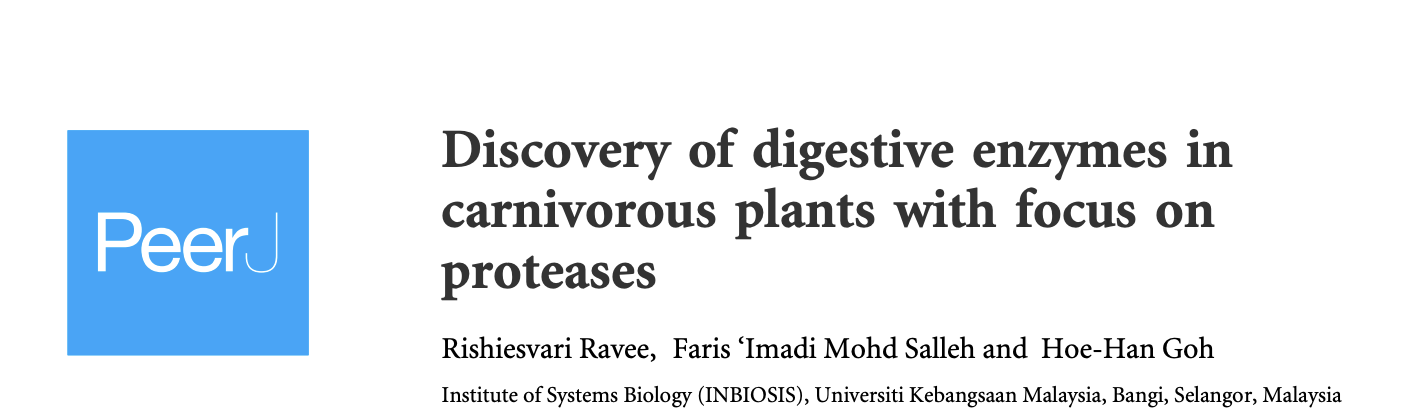 PeerJ
Discovery of digestive enzymes in
carnivorous plants with focus on
proteases
Rishiesvari Ravee, Faris ‘Imadi Mohd Salleh and Hoe-Han Goh
Institute of Systems Biology (INBIOSIS), Universiti Kebangsaan Malaysia, Bangi, Selangor, Malaysia